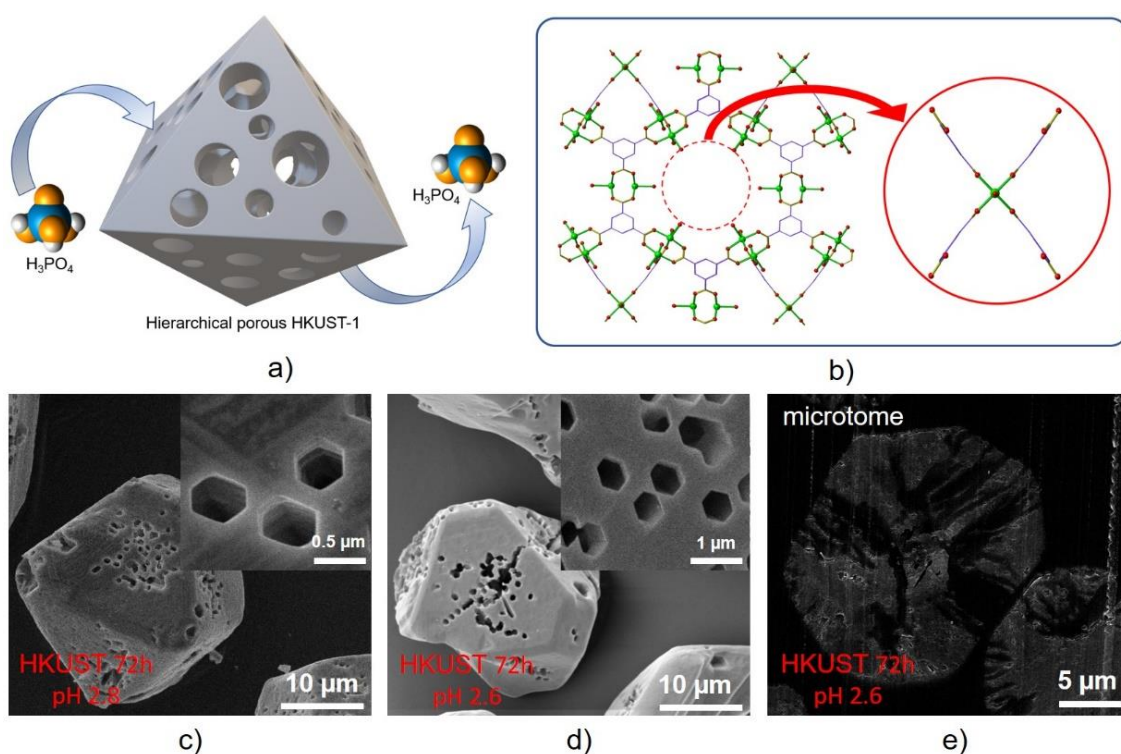 H₃PO₄
H₃PO₄
Hierarchical porous HKUST-1
a)
b)
0.5 µm
HKUST 72h
pH 2.8
10 µm
c)
1 µm
HKUST 72h
pH 2.6
10 µm
d)
microtome
HKUST 72h
pH 2.6
5 µm
e)